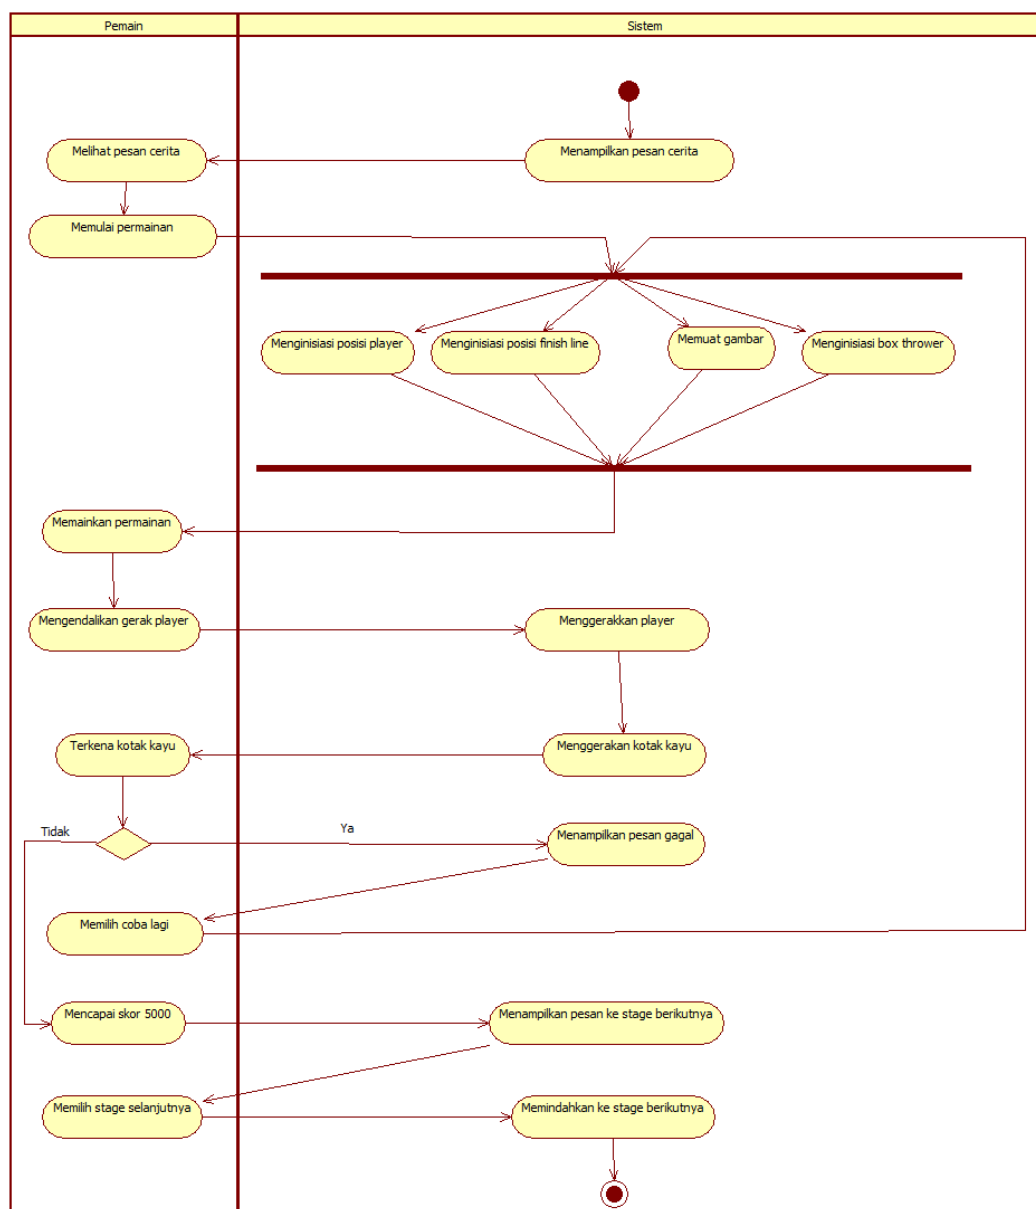 Pemain
Sistem
Melihat pesan cerita
Menampilkan pesan cerita
Memulai permainan
Menginisiasi posisi player
Menginisiasi posisi finish line
Memuat gambar
Menginisiasi box thrower
Memainkan permainan
Mengendalikan gerak player
Menggerakkan player
Terkena kotak kayu
Menggerakan kotak kayu
Tidak
Ya
Menampilkan pesan gagal
Memilih coba lagi
Mencapai skor 5000
Menampilkan pesan ke stage berikutnya
Memilih stage selanjutnya
Memindahkan ke stage berikutnya